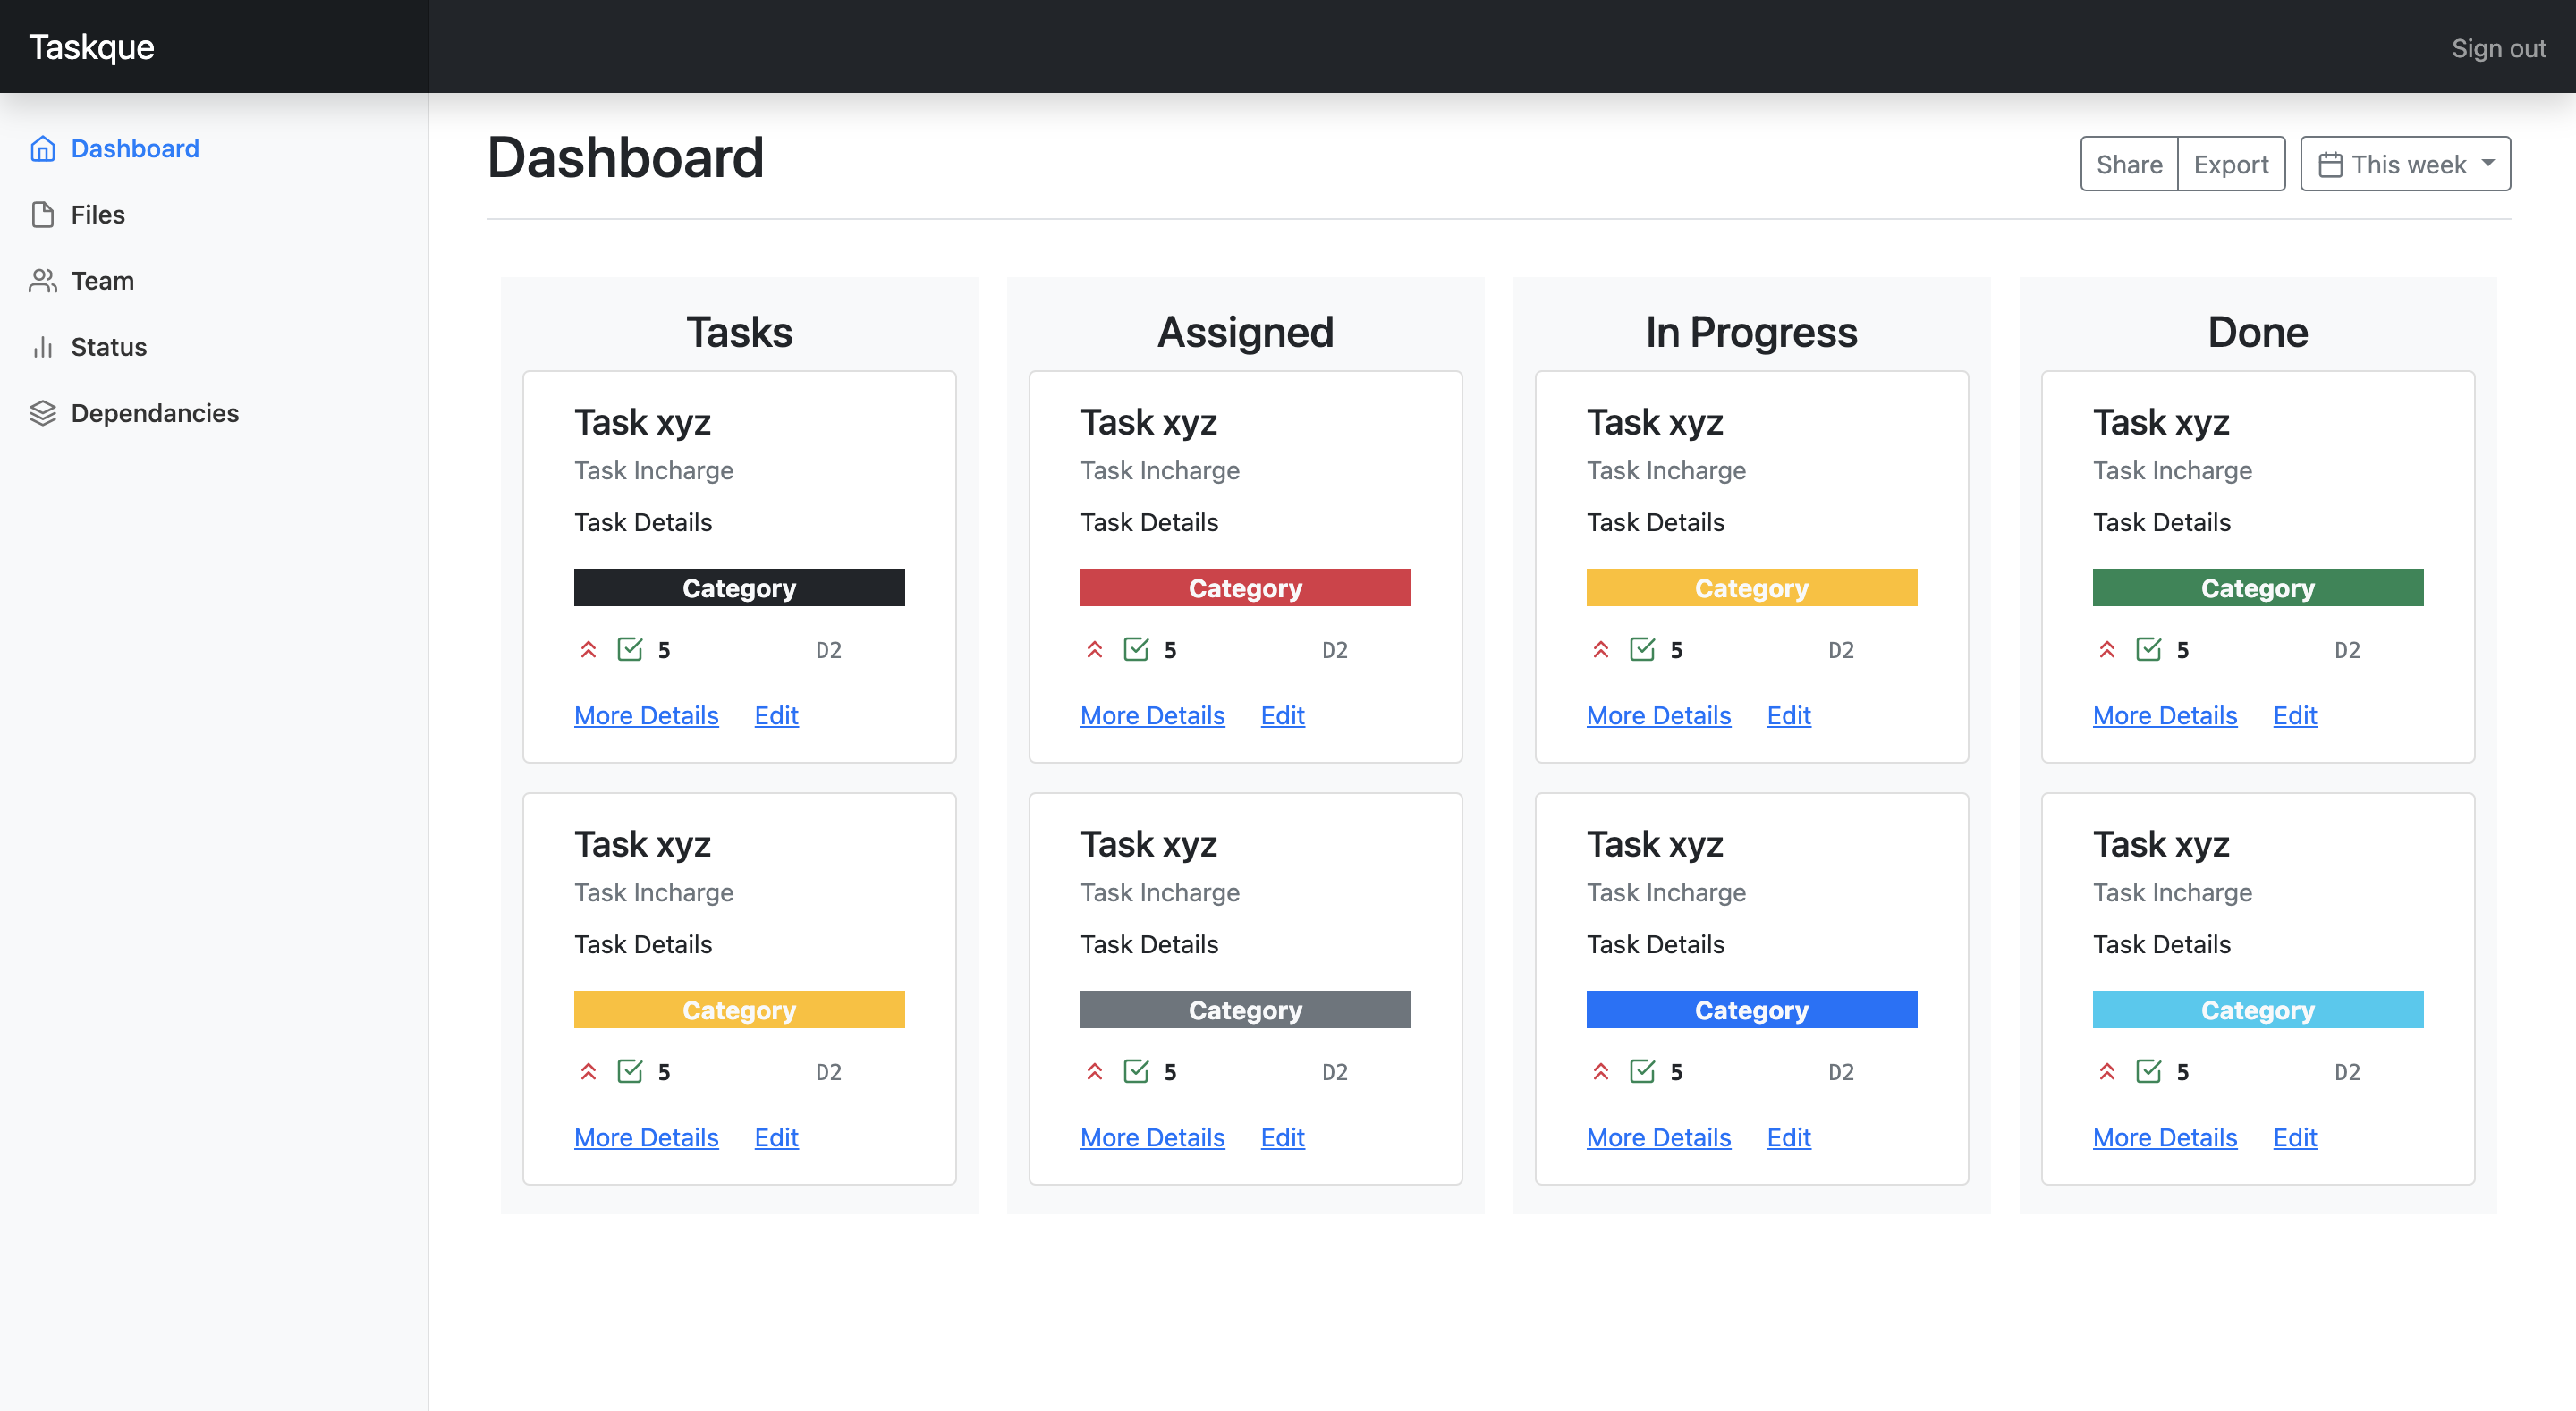 Taskque
Sign out
Dashboard
Files
Team
Status
Dependancies
Dashboard
Share
Export
This week
Tasks
Task xyz
Task Incharge
Task Details
Category
5 D2
More Details Edit
Task xyz
Task Incharge
Task Details
Category
5 D2
More Details Edit
Assigned
Task xyz
Task Incharge
Task Details
Category
5 D2
More Details Edit
Task xyz
Task Incharge
Task Details
Category
5 D2
More Details Edit
In Progress
Task xyz
Task Incharge
Task Details
Category
5 D2
More Details Edit
Task xyz
Task Incharge
Task Details
Category
5 D2
More Details Edit
Done
Task xyz
Task Incharge
Task Details
Category
5 D2
More Details Edit
Task xyz
Task Incharge
Task Details
Category
5 D2
More Details Edit